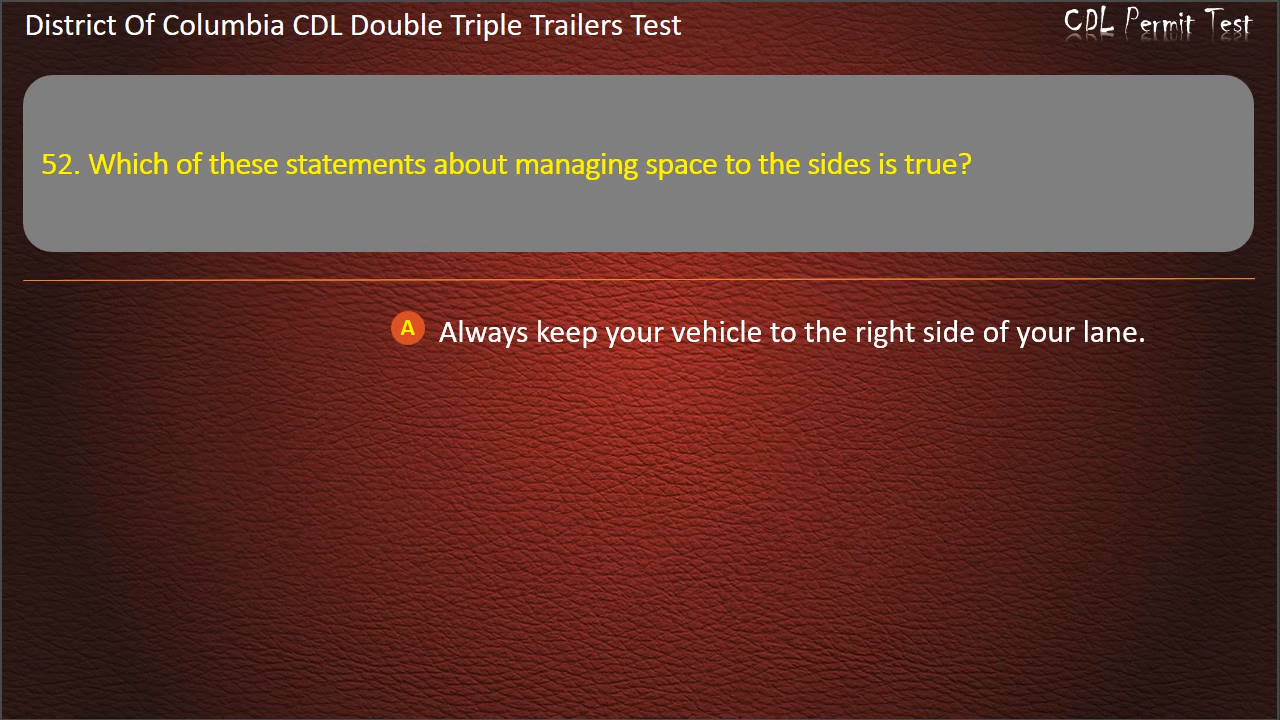 District Of Columbia CDL Double Triple Trailers Test
CDL Permit Test
52. Which of these statements about managing space to the sides is true?
A Always keep your vehicle to the right side of your lane.